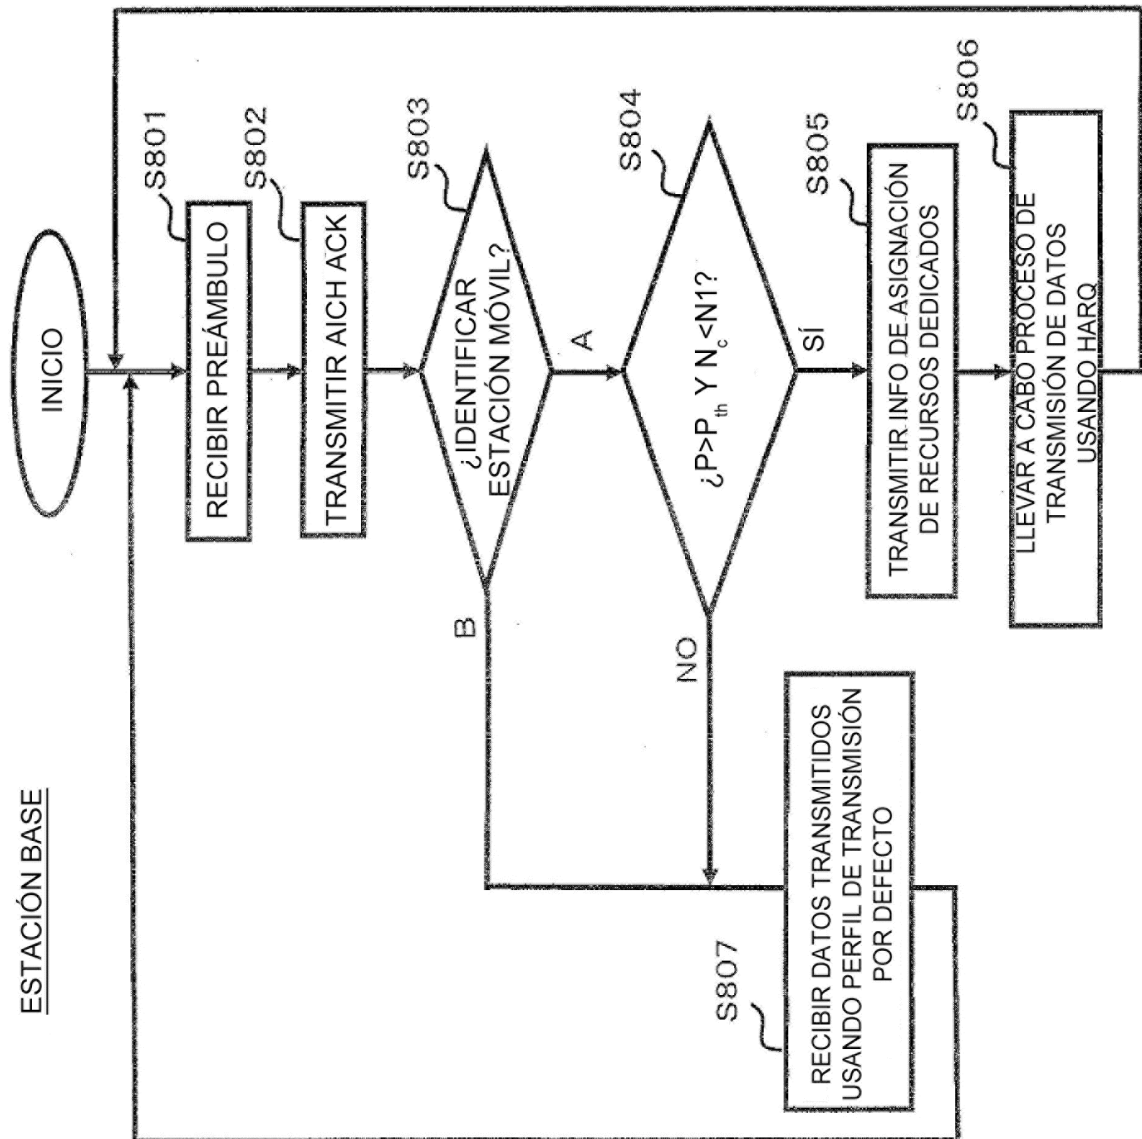 ESTACIÓN BASE
INICIO
S801
RECIBIR PREÁMBULO
S802
TRANSMITIR AICH ACK
S803
¿IDENTIFICAR
ESTACIÓN MÓVIL?
B
A
S804
¿P>Pth Y Nc <N1?
NO
SÍ
S805
TRANSMITIR INFO DE ASIGNACIÓN
DE RECURSOS DEDICADOS
S806
LLEVAR A CABO PROCESO DE
TRANSMISIÓN DE DATOS
USANDO HARQ
S807
RECIBIR DATOS TRANSMITIDOS
USANDO PERFIL DE TRANSMISIÓN
POR DEFECTO